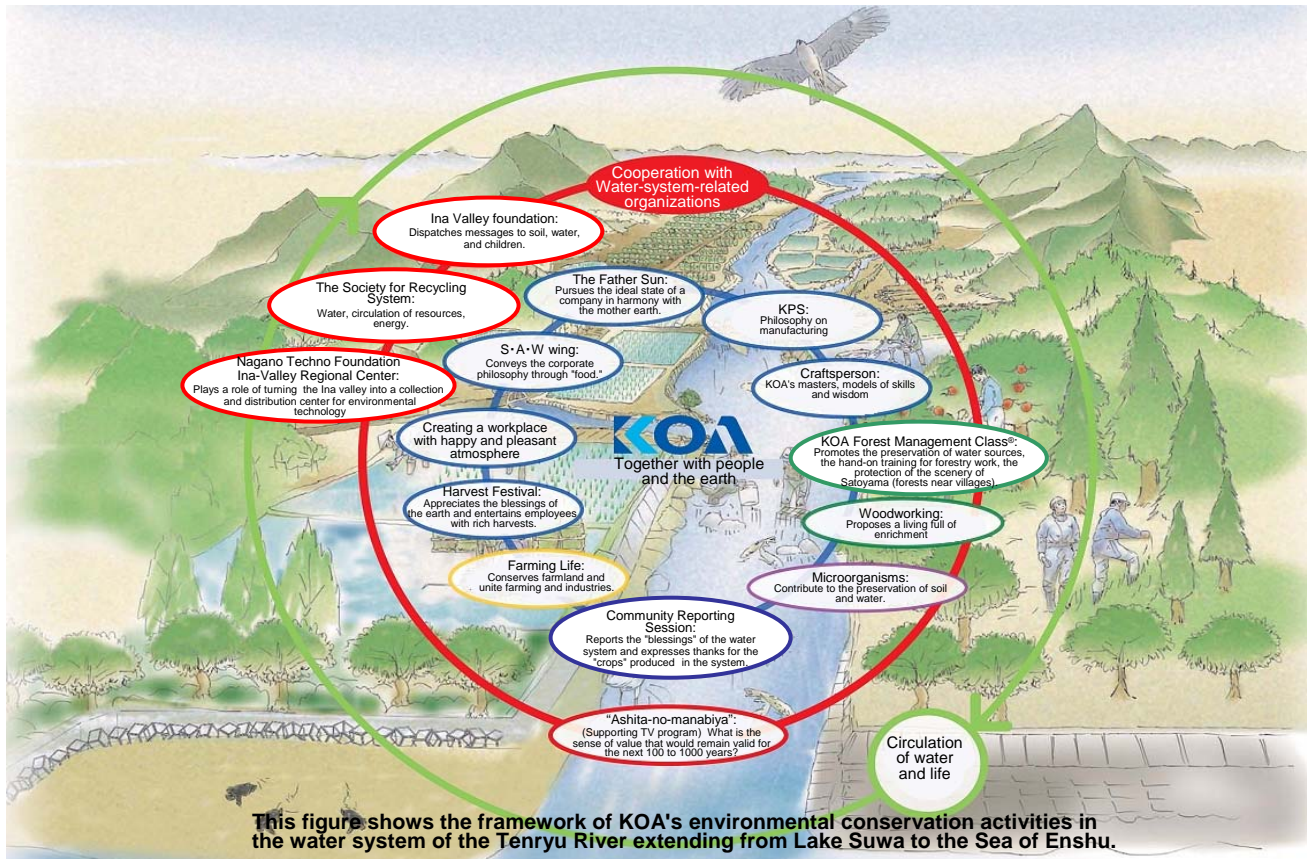 Cooperation with
Water-system-related
organizations
Ina Valley foundation:
Dispatches messages to soil, water,
and children.
The Society for Recycling
System:
Water, circulation of resources,
energy.
Nagano Techno Foundation
Ina-Valley Regional Center:
Plays a role of turning the Ina valley into a collection
and distribution center for environmental
technology
The Father Sun:
Pursues the ideal state of a
company in harmony with
the mother earth.
KPS:
Philosophy on
manufacturing
S・A・W wing:
Conveys the corporate
philosophy through "food."
Craftsperson:
KOA's masters, models of skills
and wisdom
Creating a workplace
with happy and pleasant
atmosphere
KOA
Together with people
and the earth
KOA Forest Management Class®:
Promotes the preservation of water sources,
the hand-on training for forestry work, the
protection of the scenery of
Satoyama (forests near villages).
Harvest Festival:
Appreciates the blessings of
the earth and entertains employees
with rich harvests.
Woodworking:
Proposes a living full of
enrichment
Farming Life:
Conserves farmland and
unite farming and industries.
Microorganisms:
Contribute to the preservation of soil
and water.
Community Reporting
Session:
Reports the "blessings" of the water
system and expresses thanks for the
"crops" produced in the system.
“Ashita-no-manabiya”:
(Supporting TV program) What is the
sense of value that would remain valid for
the next 100 to 1000 years?
Circulation
of water
and life
This figure shows the framework of KOA's environmental conservation activities in
the water system of the Tenryu River extending from Lake Suwa to the Sea of Enshu.